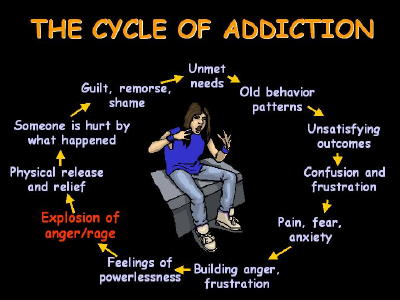 THE CYCLE OF ADDICTION
Unmet
needs
Old behavior
patterns
Unsatisfying
outcomes
Confusion and
frustration
Pain, fear,
anxiety
Building anger,
frustration
Feelings of
powerlessness
Explosion of
anger/rage
Physical release
and relief
Someone is hurt by
what happened
Guilt, remorse,
shame